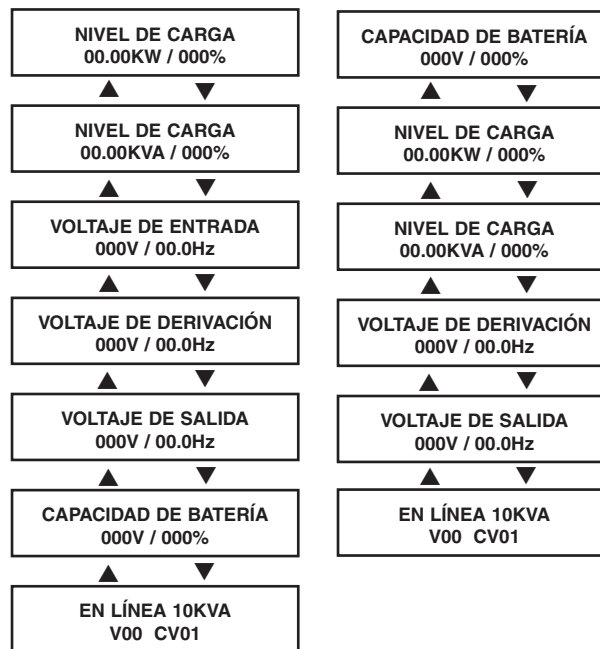 NIVEL DE CARGA
00.00KW / 000%
NIVEL DE CARGA
00.00KVA / 000%
VOLTAJE DE ENTRADA
000V / 00.0Hz
VOLTAJE DE DERIVACIÓN
000V / 00.0Hz
VOLTAJE DE SALIDA
000V / 00.0Hz
CAPACIDAD DE BATERÍA
000V / 000%
EN LÍNEA 10KVA
V00 CV01
CAPACIDAD DE BATERÍA
000V / 000%
NIVEL DE CARGA
00.00KW / 000%
NIVEL DE CARGA
00.00KVA / 000%
VOLTAJE DE DERIVACIÓN
000V / 00.0Hz
VOLTAJE DE SALIDA
000V / 00.0Hz
EN LÍNEA 10KVA
V00 CV01